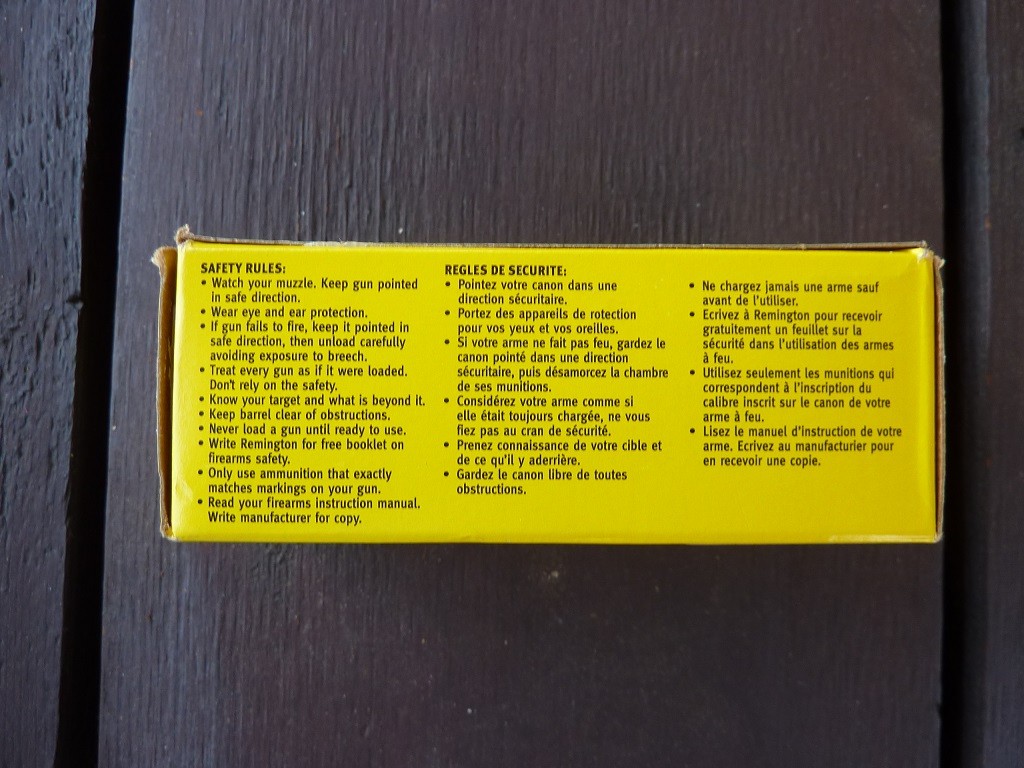 SAFETY RULES:
• Watch your muzzle. Keep gun pointed
in safe direction.
• Wear eye and ear protection.
• If gun fails to fire, keep it pointed in
safe direction, then unload carefully
avoiding exposure to breech.
• Treat every gun as if it were loaded.
Don't rely on the safety.
• Know your target and what is beyond it.
• Keep barrel clear of obstructions.
• Never load a gun until ready to use.
• Write Remington for free booklet on
firearms safety.
• Only use ammunition that exactly
matches markings on your gun.
• Read your firearms instruction manual.
Write manufacturer for copy.
REGLES DE SECURITE:
• Pointez votre canon dans une
direction sécuritaire.
• Portez des appareils de rotection
pour vos yeux et vos oreilles.
• Si votre arme ne fait pas feu, gardez le
canon pointé dans une direction
sécuritaire, puis désamorcez la chambre
de ses munitions.
• Considérez votre arme comme si
elle était toujours chargée, ne vous
fiez pas au cran de sécurité.
• Prenez connaissance de votre cible et
de ce qu'il y aderrière.
• Gardez le canon libre de toutes
obstructions.
• Ne chargez jamais une arme sauf
avant de l'utiliser.
• Ecrivez à Remington pour recevoir
gratuitement un feuillet sur la
sécurité dans l'utilisation des armes
à feu.
• Utilisez seulement les munitions qui
correspondent à l'inscription du
calibre inscrit sur le canon de votre
arme à feu.
• Lisez le manuel d'instruction de votre
arme. Ecrivez au manufacturier pour
en recevoir une copie.